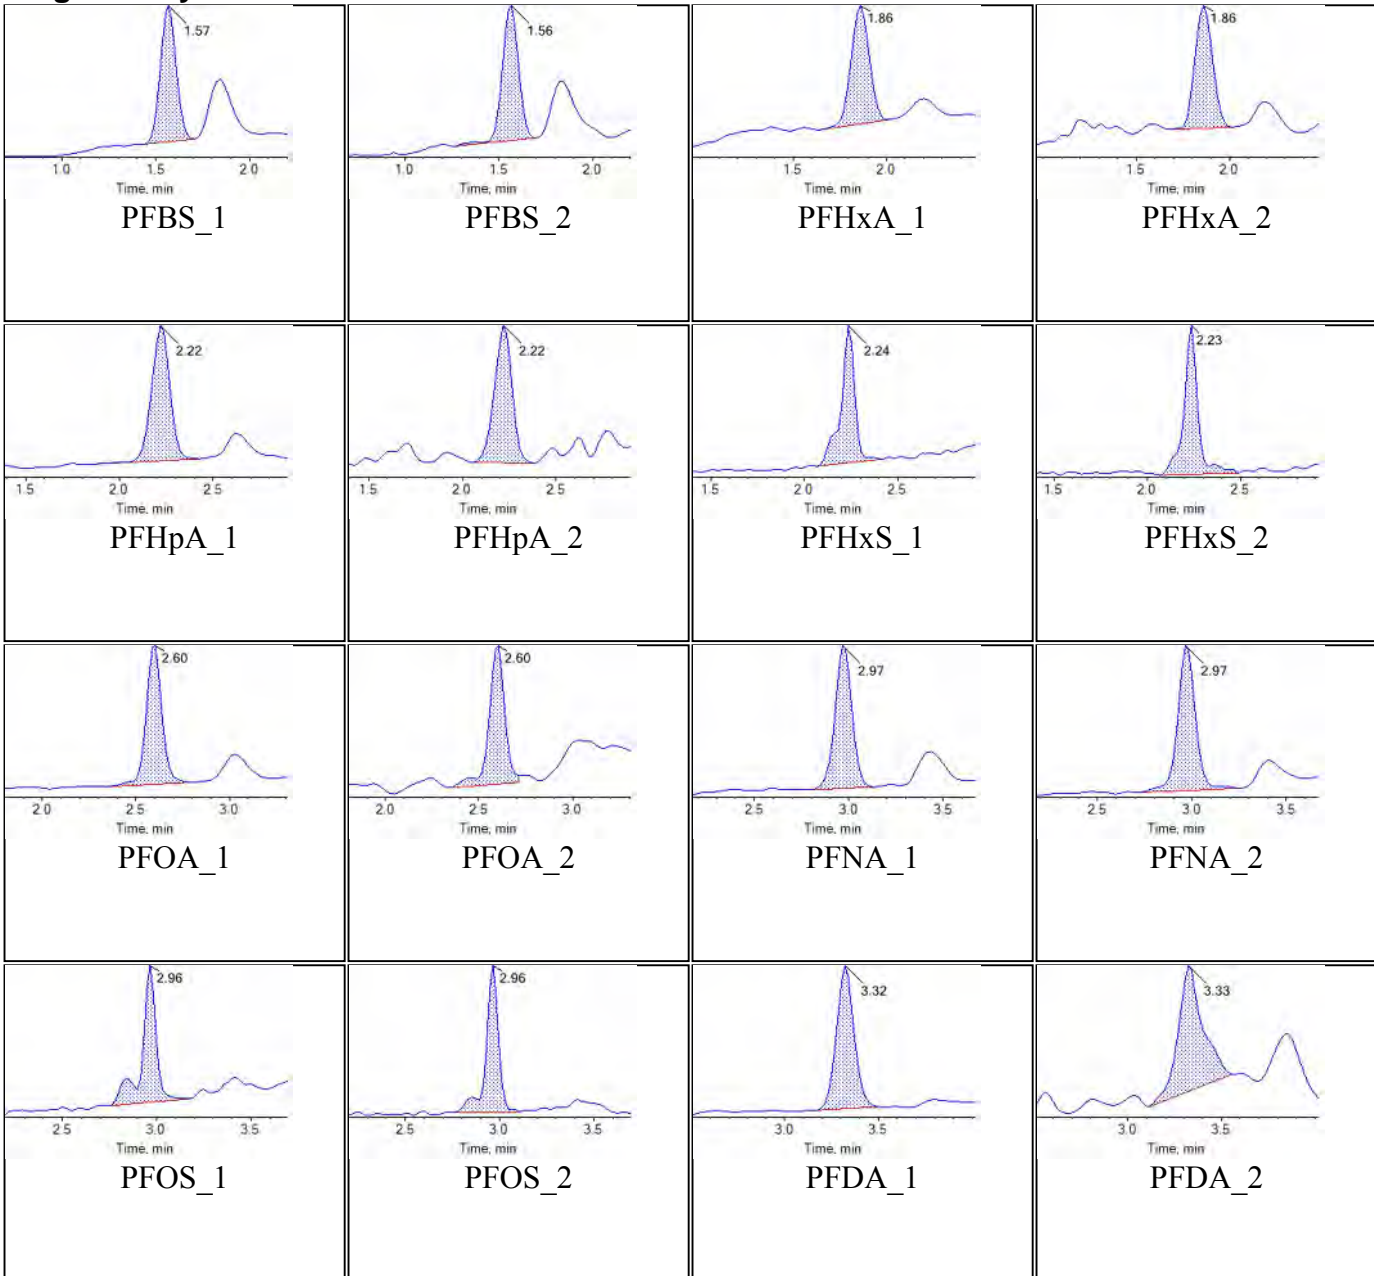 1.57
1.56
1.86
1.86
1.0 1.5 2.0
1.0 1.5 2.0
1.5 2.0
1.5 2.0
Time, min
Time, min
Time, min
Time, min
PFBS_1
PFBS_2
PFHxA_1
PFHxA_2
2.22
2.22
2.24
2.23
1.5 2.0 2.5
1.5 2.0 2.5
1.5 2.0 2.5
1.5 2.0 2.5
Time, min
Time, min
Time, min
Time, min
PFHpA_1
PFHpA_2
PFHxS_1
PFHxS_2
2.60
2.60
2.97
2.97
2.0 2.5 3.0
2.0 2.5 3.0
2.5 3.0 3.5
2.5 3.0 3.5
Time, min
Time, min
Time, min
Time, min
PFOA_1
PFOA_2
PFNA_1
PFNA_2
2.96
2.96
3.32
3.33
2.5 3.0 3.5
2.5 3.0 3.5
3.0 3.5
3.0 3.5
Time, min
Time, min
Time, min
Time, min
PFOS_1
PFOS_2
PFDA_1
PFDA_2